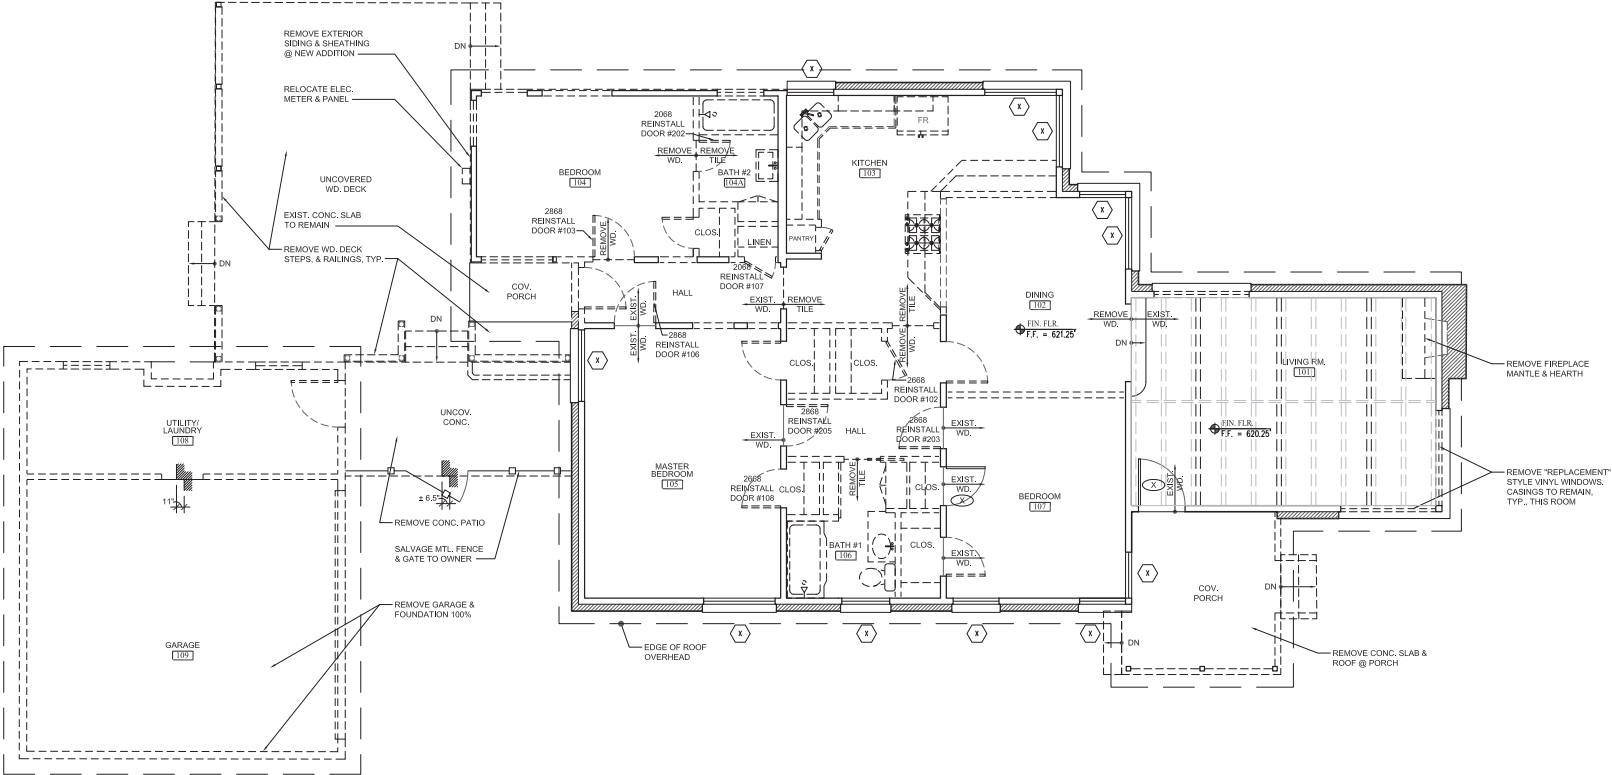 REMOVE EXTERIOR
SIDING & SHEATHING
@ NEW ADDITION
DN
X
RELOCATE ELEC.
METER & PANEL
2068
REINSTALL
DOOR #202
FR
X
X
REMOVE
WD.
REMOVE
TILE
KITCHEN
103
BEDROOM
104
BATH #2
104A
UNCOVERED
WD. DECK
EXIST. CONC. SLAB
TO REMAIN
2868
REINSTALL
DOOR #103
REMOVE
WD.
CLOS.
LINEN
PANTRY
X
X
REMOVE WD. DECK
STEPS, & RAILINGS, TYP.
DN
2068
REINSTALL
DOOR #107
COV.
PORCH
HALL
EXIST.
WD.
REMOVE
TILE
REMOVE
TILE
DINING
102
FIN. FLR.
F.F. = 621.25'
REMOVE
WD.
EXIST.
WD.
DN
DN
EXIST.
WD.
EXIST.
WD.
2868
REINSTALL
DOOR #106
X
CLOS.
CLOS.
REMOVE
WD.
LIVING RM.
101
REMOVE FIREPLACE
MANTLE & HEARTH
2668
REINSTALL
DOOR #102
UTILITY/
LAUNDRY
108
UNCOV.
CONC.
2868
REINSTALL
DOOR #205
HALL
2868
REINSTALL
DOOR #203
EXIST.
WD.
EXIST.
WD.
FIN. FLR.
F.F. = 620.25'
MASTER
BEDROOM
105
2668
REINSTALL
DOOR #108
CLOS.
REMOVE
TILE
CLOS.
EXIST.
WD.
X
BEDROOM
107
X
EXIST.
WD.
REMOVE "REPLACEMENT"
STYLE VINYL WINDOWS.
CASINGS TO REMAIN,
TYP., THIS ROOM
11"
± 6.5"
REMOVE CONC. PATIO
SALVAGE MTL. FENCE
& GATE TO OWNER
BATH #1
106
CLOS.
EXIST.
WD.
X
COV.
PORCH
DN
REMOVE GARAGE &
FOUNDATION 100%
GARAGE
109
EDGE OF ROOF
OVERHEAD
X
X
X
X
DN
REMOVE CONC. SLAB &
ROOF @ PORCH